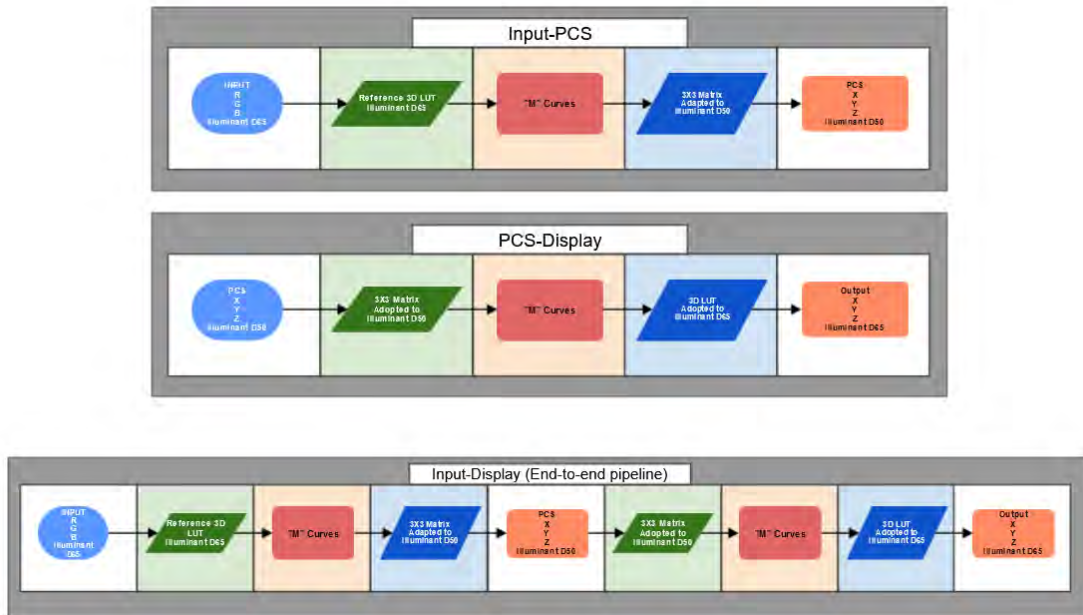 Input-PCS
INPUT
R
G
B
Illuminant D65
Reference 3D LUT
Illuminant D65
"M" Curves
3X3 Matrix
Adapted to
Illuminant D50
PCS
X
Y
Z
Illuminant D50
PCS-Display
PCS
X
Y
Z
Illuminant D50
3X3 Matrix
Adopted to
Illuminant D50
"M" Curves
3D LUT
Adopted to
Illuminant D65
Output
X
Y
Z
Illuminant D65
Input-Display (End-to-end pipeline)
INPUT
R
G
B
Illuminant
D65
Reference 3D
LUT
Illuminant D65
"M" Curves
3X3 Matrix
Adapted to
Illuminant D50
PCS
X
Y
Z
Illuminant D50
3X3 Matrix
Adopted to
Illuminant D50
"M" Curves
3D LUT
Adopted to
Illuminant D65
Output
X
Y
Z
Illuminant D65